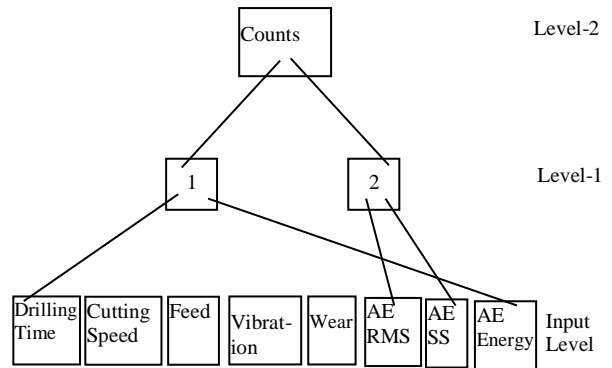 Counts
Level-2
1
2
Level-1
Drilling
Time
Cutting
Speed
Feed
Vibrat-
ion
Wear
AE
RMS
AE
SS
AE
Energy
Input
Level